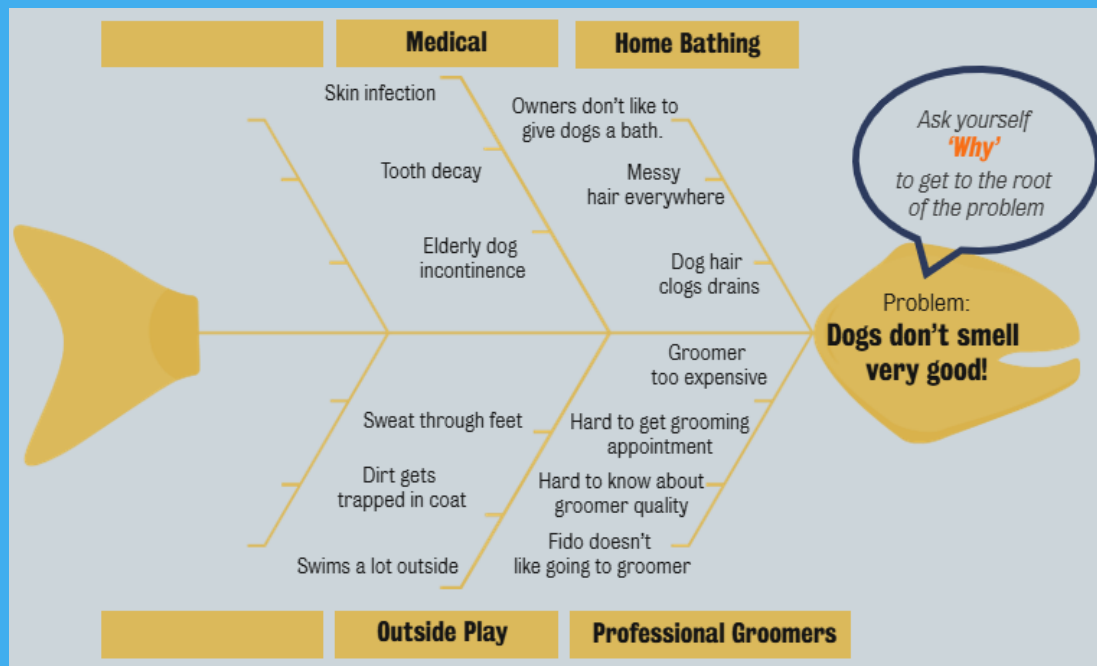 Medical
Home Bathing
Skin infection
Tooth decay
Elderly dog
incontinence
Owners don't like to
give dogs a bath.
Messy
hair everywhere
Dog hair
clogs drains
Ask yourself
'Why'
to get to the root
of the problem
Problem:
Dogs don't smell
very good!
Sweat through feet
Dirt gets
trapped in coat
Swims a lot outside
Groomer
too expensive
Hard to get grooming
appointment
Hard to know about
groomer quality
Fido doesn't
like going to groomer
Outside Play
Professional Groomers